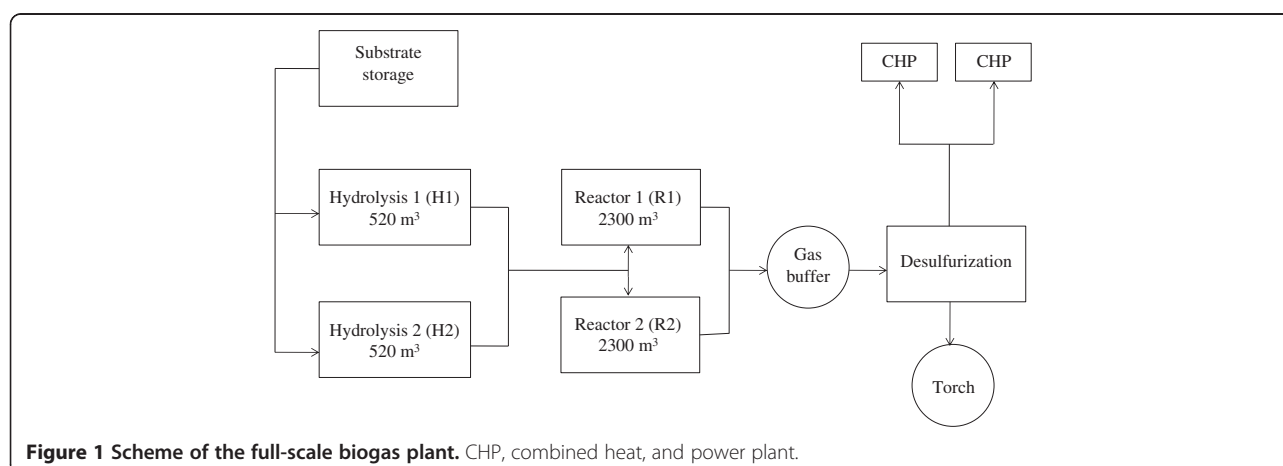 Substrate
storage
CHP
CHP
Hydrolysis 1 (H1)
520 m³
Reactor 1 (R1)
2300 m³
Gas
buffer
Desulfurization
Hydrolysis 2 (H2)
520 m³
Reactor 2 (R2)
2300 m³
Torch
Figure 1 Scheme of the full-scale biogas plant. CHP, combined heat, and power plant.